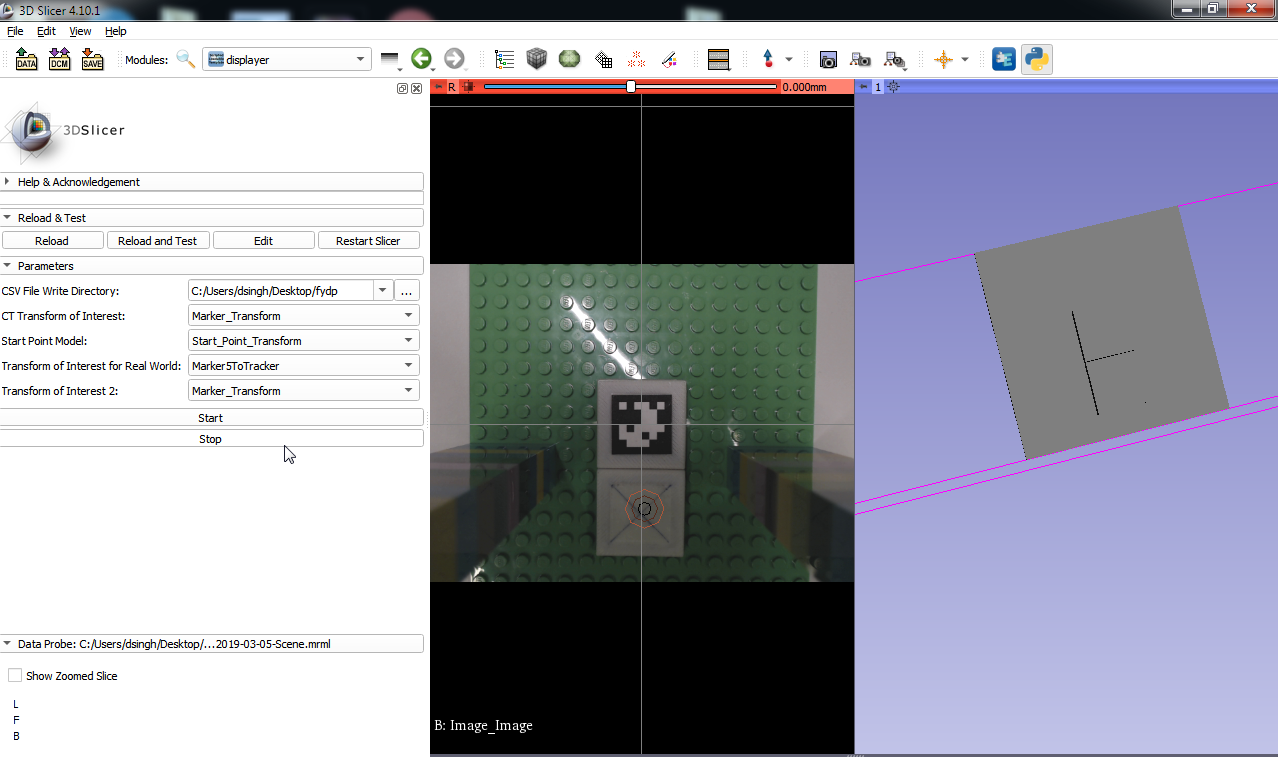 3D Slicer 4.10.1
File Edit View Help
DATA DCM SAVE Modules: displayer
R 0.000mm 1
3DSlicer
Help & Acknowledgement
Reload & Test
Reload Reload and Test Edit Restart Slicer
Parameters
CSV File Write Directory: C:/Users/dsingh/Desktop/fydp ...
CT Transform of Interest: Marker_Transform
Start Point Model: Start_Point_Transform
Transform of Interest for Real World: Marker5ToTracker
Transform of Interest 2: Marker_Transform
Start
Stop
Data Probe: C:/Users/dsingh/Desktop/...2019-03-05-Scene.mrml
Show Zoomed Slice
L
F
B
B: Image_Image